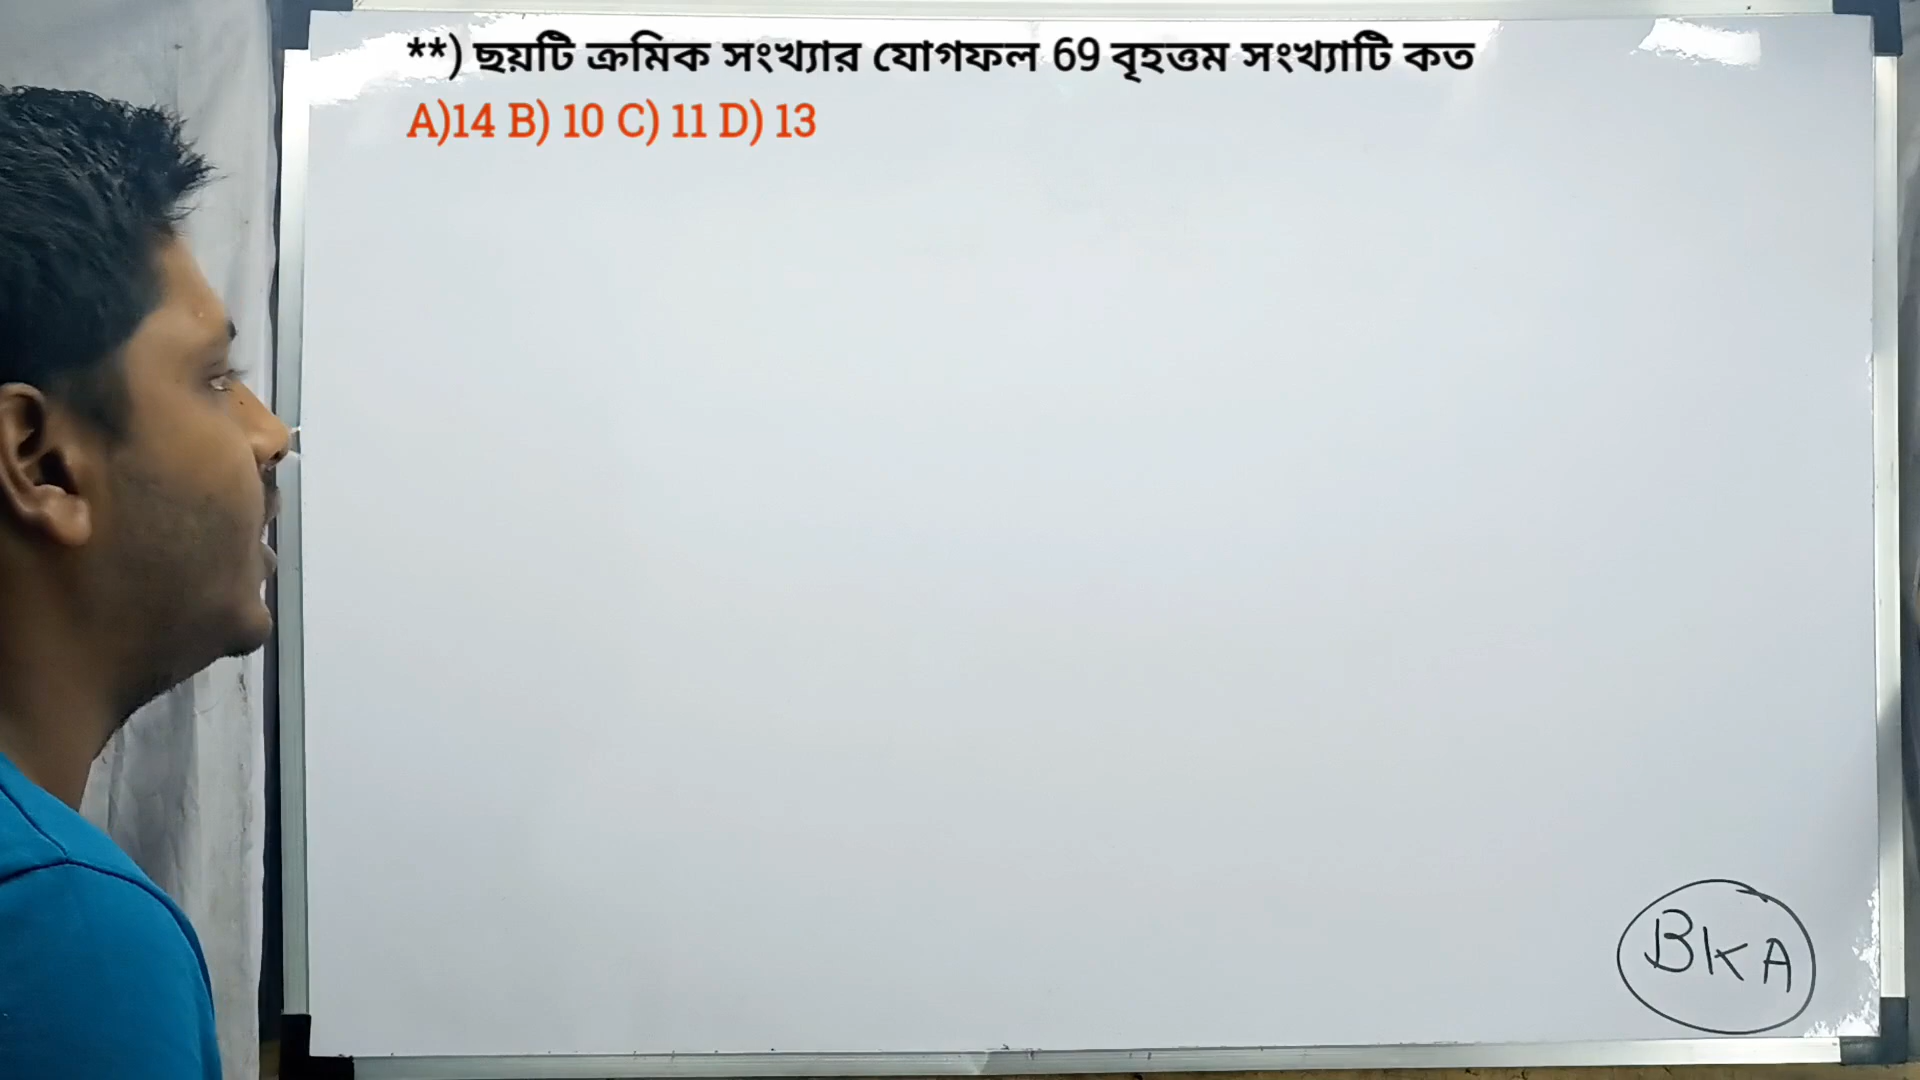 **) ছয়টি ক্রমিক সংখ্যার যোগফল 69 বৃহত্তম সংখ্যাটি কত
A)14 B) 10 C) 11 D) 13
BKA